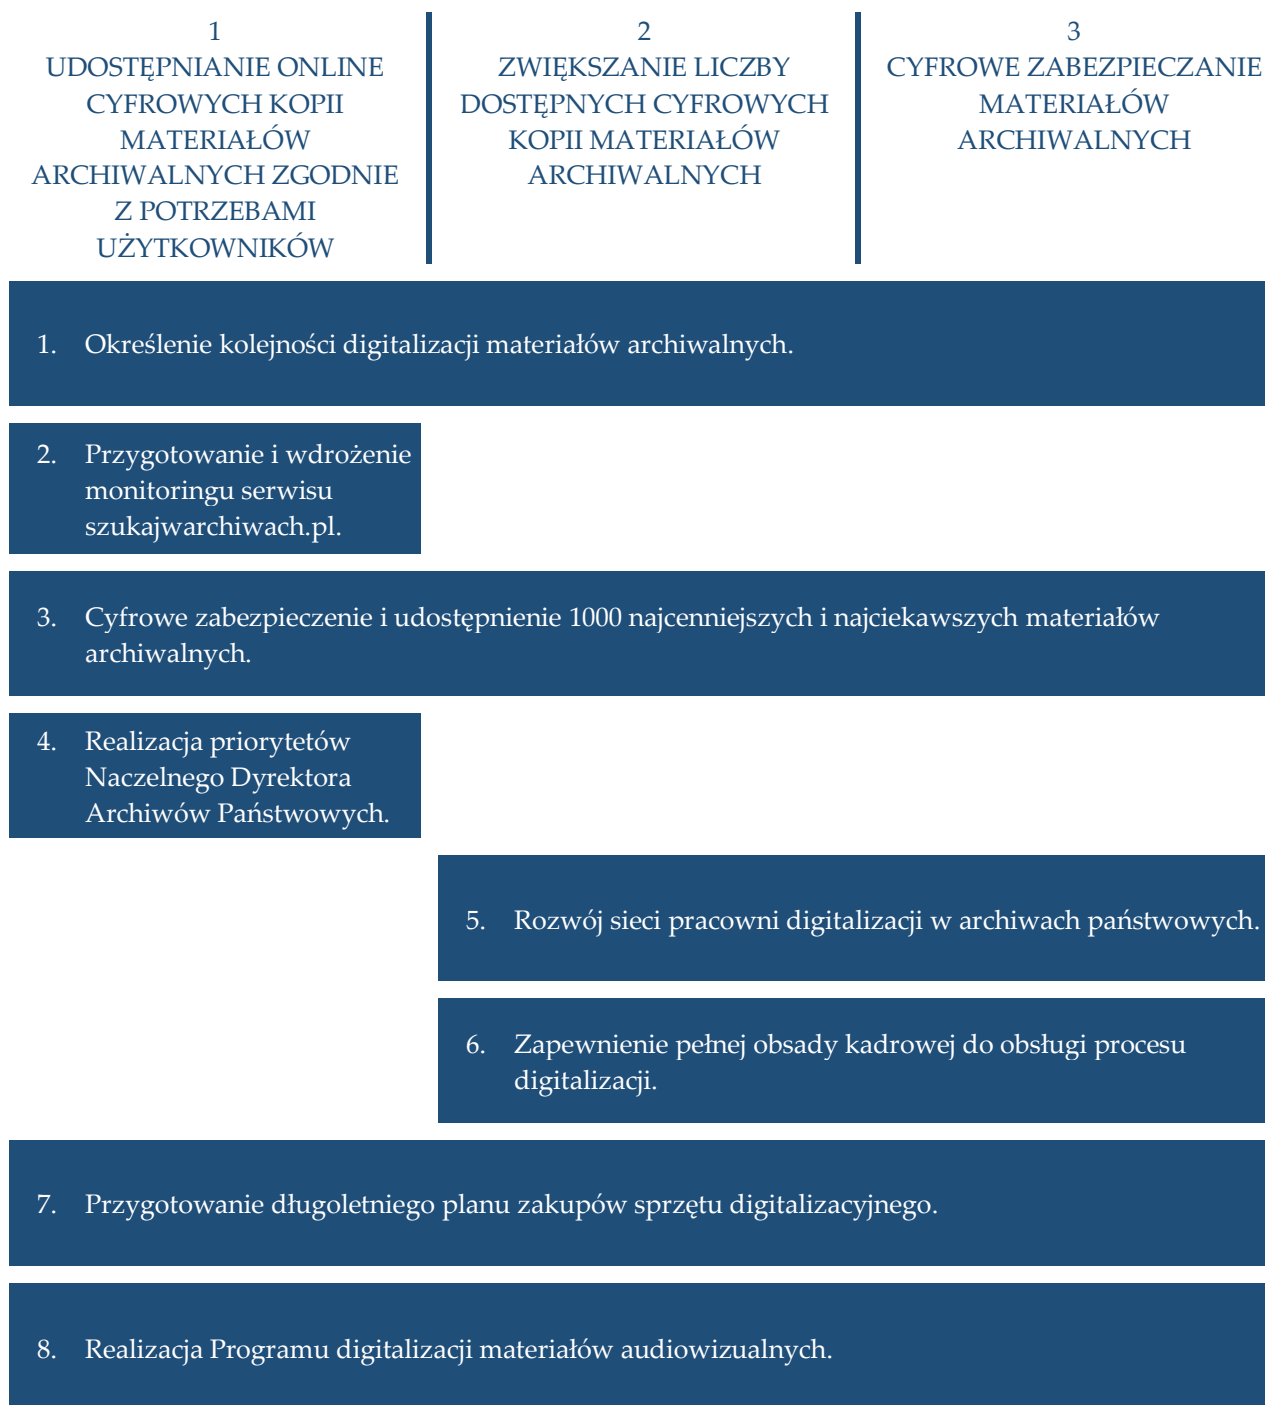 1
UDOSTĘPNIANIE ONLINE
CYFROWYCH KOPII
MATERIAŁÓW
ARCHIWALNYCH ZGODNIE
Z POTRZEBAMI
UŻYTKOWNIKÓW
2
ZWIĘKSZANIE LICZBY
DOSTĘPNYCH CYFROWYCH
KOPII MATERIAŁÓW
ARCHIWALNYCH
3
CYFROWE ZABEZPIECZANIE
MATERIAŁÓW
ARCHIWALNYCH
1. Określenie kolejności digitalizacji materiałów archiwalnych.
2. Przygotowanie i wdrożenie
monitoringu serwisu
szukajwarchiwach.pl.
3. Cyfrowe zabezpieczenie i udostępnienie 1000 najcenniejszych i najciekawszych materiałów
archiwalnych.
4. Realizacja priorytetów
Naczelnego Dyrektora
Archiwów Państwowych.
5. Rozwój sieci pracowni digitalizacji w archiwach państwowych.
6. Zapewnienie pełnej obsady kadrowej do obsługi procesu
digitalizacji.
7. Przygotowanie długoletniego planu zakupów sprzętu digitalizacyjnego.
8. Realizacja Programu digitalizacji materiałów audiowizualnych.